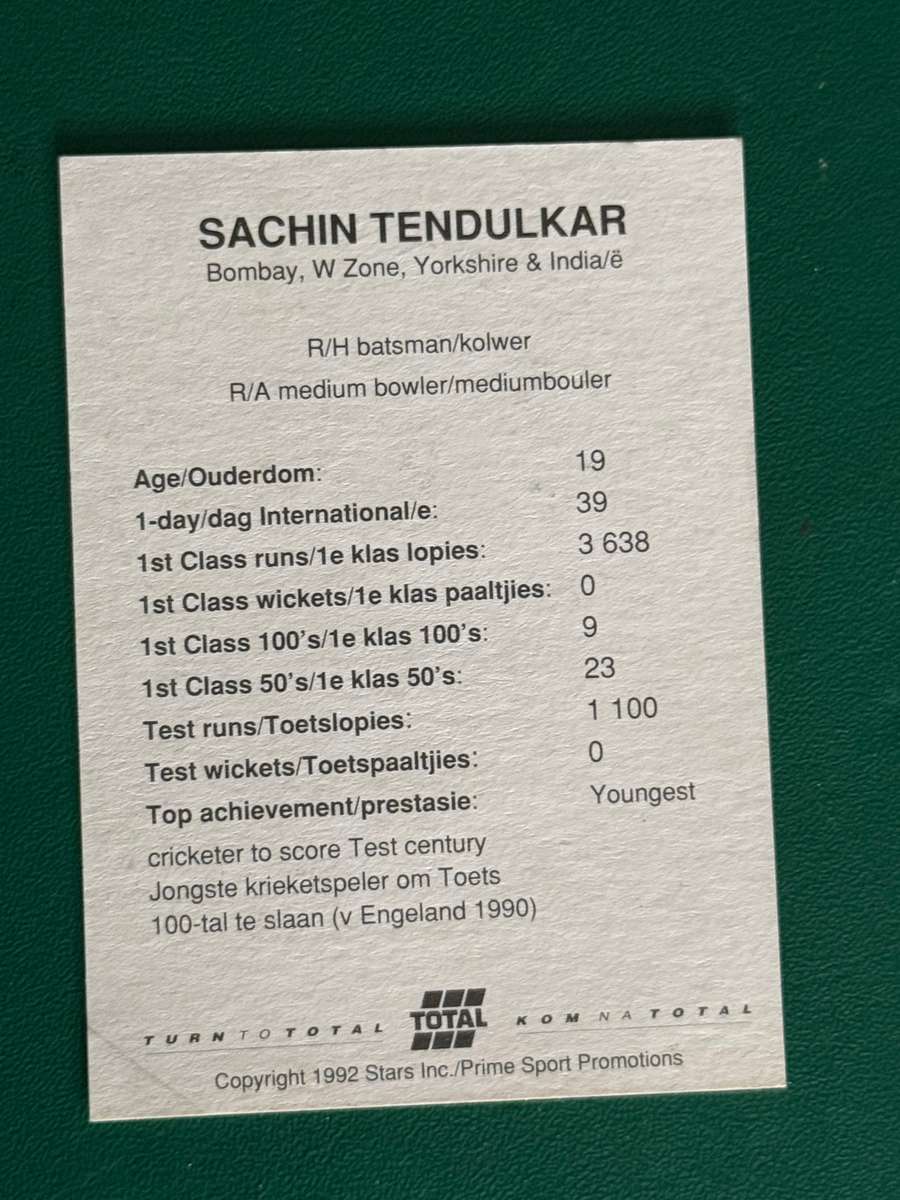 SACHIN TENDULKAR
Bombay, W Zone, Yorkshire & India/ë
R/H batsman/kolwer
R/A medium bowler/mediumbouler
Age/Ouderdom: 19
1-day/dag International/e: 39
1st Class runs/1e klas lopies: 3 638
1st Class wickets/1e klas paaltjies: 0
1st Class 100's/1e klas 100's: 9
1st Class 50's/1e klas 50's: 23
Test runs/Toetslopies: 1 100
Test wickets/Toetspaaltjies: 0
Top achievement/prestasie: Youngest
cricketer to score Test century
Jongste krieketspeler om Toets
100-tal te slaan (v Engeland 1990)
TURN TO TOTAL TOTAL KOM NA TOTAL
Copyright 1992 Stars Inc./Prime Sport Promotions